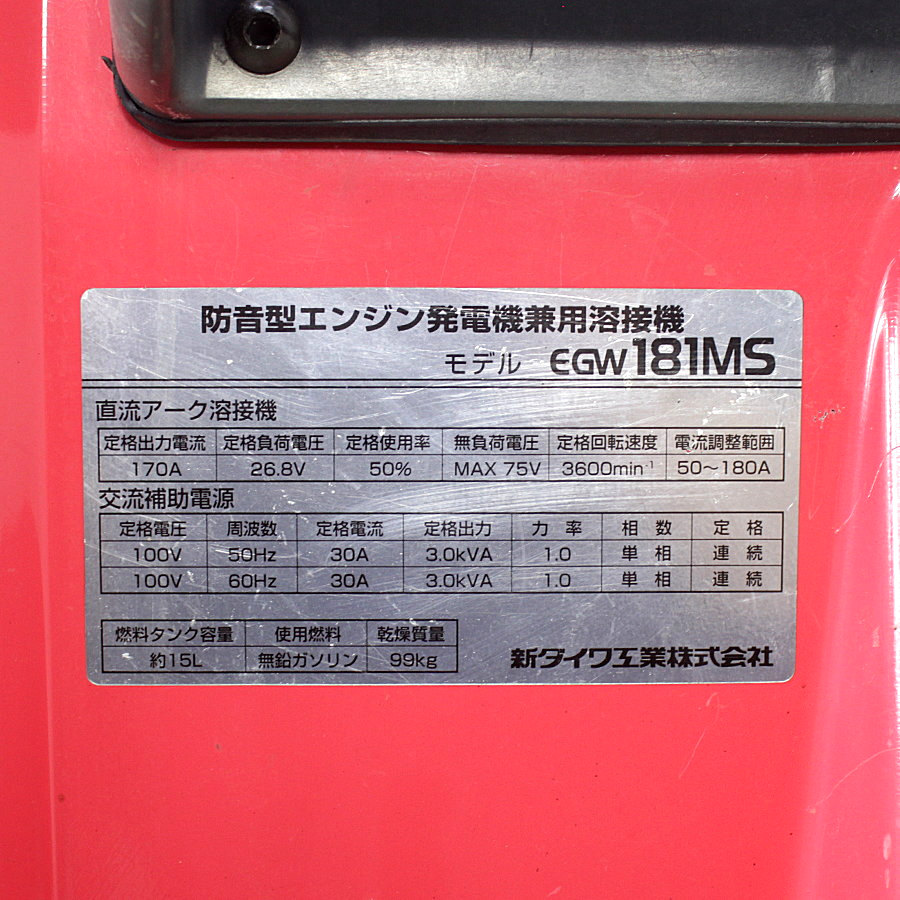 防音型エンジン発電機兼用溶接機
モデル EGW181MS
直流アーク溶接機
定格出力電流 定格負荷電圧 定格使用率 無負荷電圧 定格回転速度 電流調整範囲
170A 26.8V 50% MAX 75V 3600min⁻¹ 50～180A
交流補助電源
定格電圧 周波数 定格電流 定格出力 力率 相数 定格
100V 50Hz 30A 3.0kVA 1.0 単相 連続
100V 60Hz 30A 3.0kVA 1.0 単相 連続
燃料タンク容量 使用燃料 乾燥質量
約15L 無鉛ガソリン 99kg
新ダイワ工業株式会社